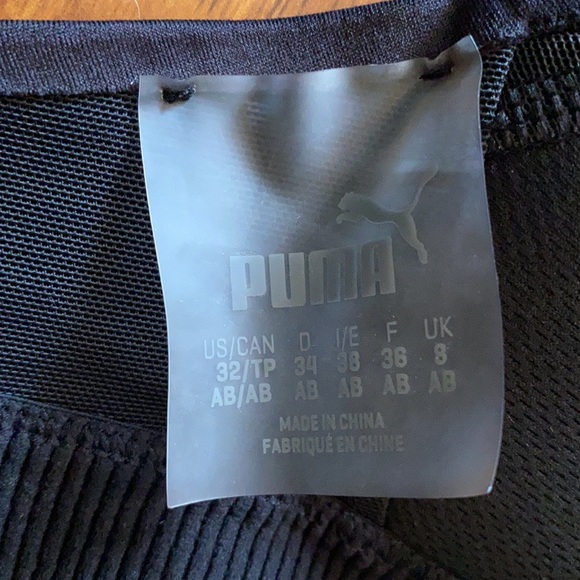 PUMA
US/CAN D I/E F UK
32/TP 34 38 36 8
AB/AB AB AB AB AB
MADE IN CHINA
FABRIQUÉ EN CHINE